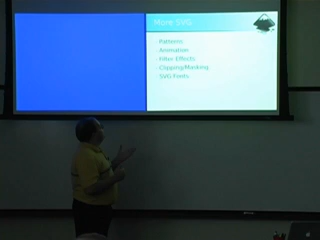 More SVG
- Patterns
- Animation
- Filter Effects
- Clipping/Masking
- SVG Fonts